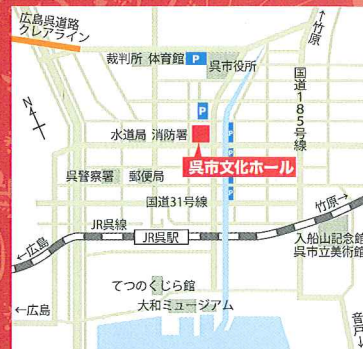 広島呉道路
クレアライン
裁判所 体育館
P
呉市役所
↑竹原
国道185号線
N
P
水道局 消防署
P
P
P
呉市文化ホール
呉警察署 郵便局
国道31号線
竹原→
JR呉線
JR呉駅
←広島
入船山記念館
呉市立美術館
てつのくじら館
←広島
大和ミュージアム
音戸→